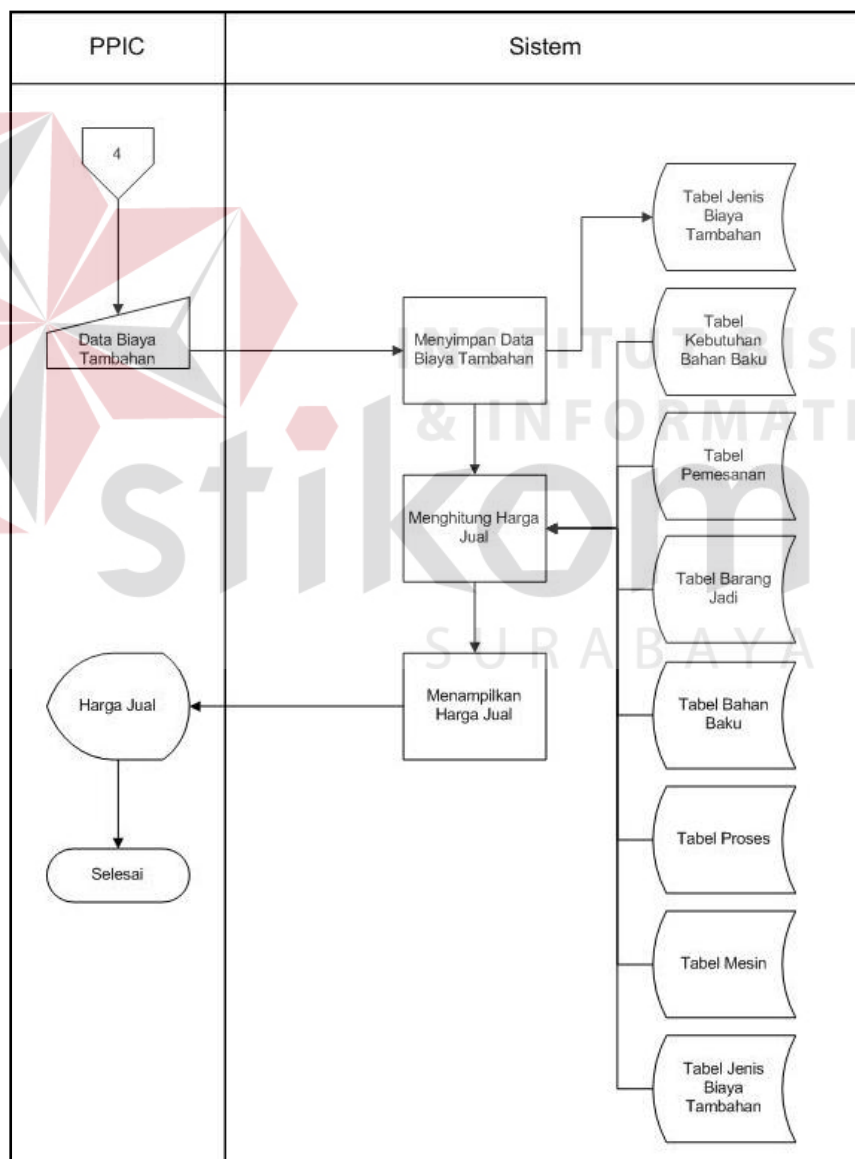 PPIC
Sistem
4
Tabel Jenis
Biaya
Tambahan
Data Biaya
Tambahan
Menyimpan Data
Biaya Tambahan
Tabel
Kebutuhan
Bahan Baku
INSTITUT BISI
& INFORMATI
Tabel
Pemesanan
stikom
Menghitung Harga
Jual
Tabel Barang
Jadi
SURABAYA
Harga Jual
Menampilkan
Harga Jual
Tabel Bahan
Baku
Tabel Proses
Selesai
Tabel Mesin
Tabel Jenis
Biaya
Tambahan